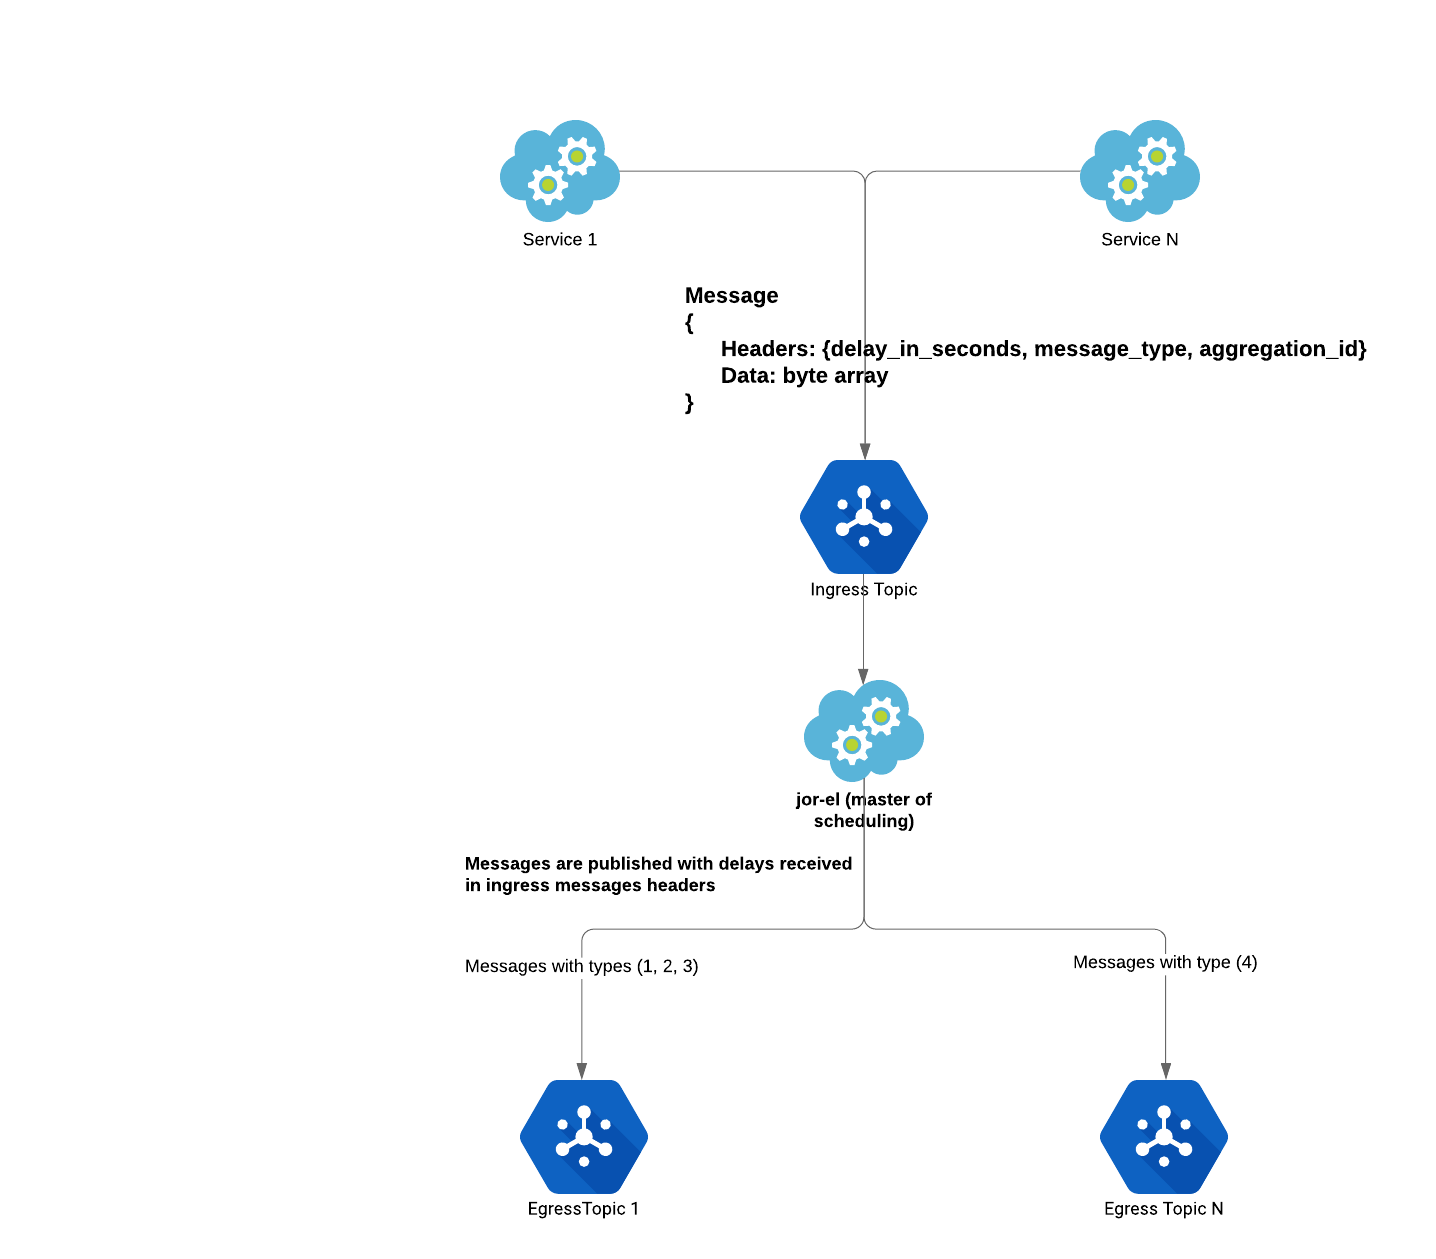 Service 1
Service N
Message
{
Headers: {delay_in_seconds, message_type, aggregation_id}
Data: byte array
}
Ingress Topic
jor-el (master of
scheduling)
Messages are published with delays received
in ingress messages headers
Messages with types (1, 2, 3)
Messages with type (4)
EgressTopic 1
Egress Topic N